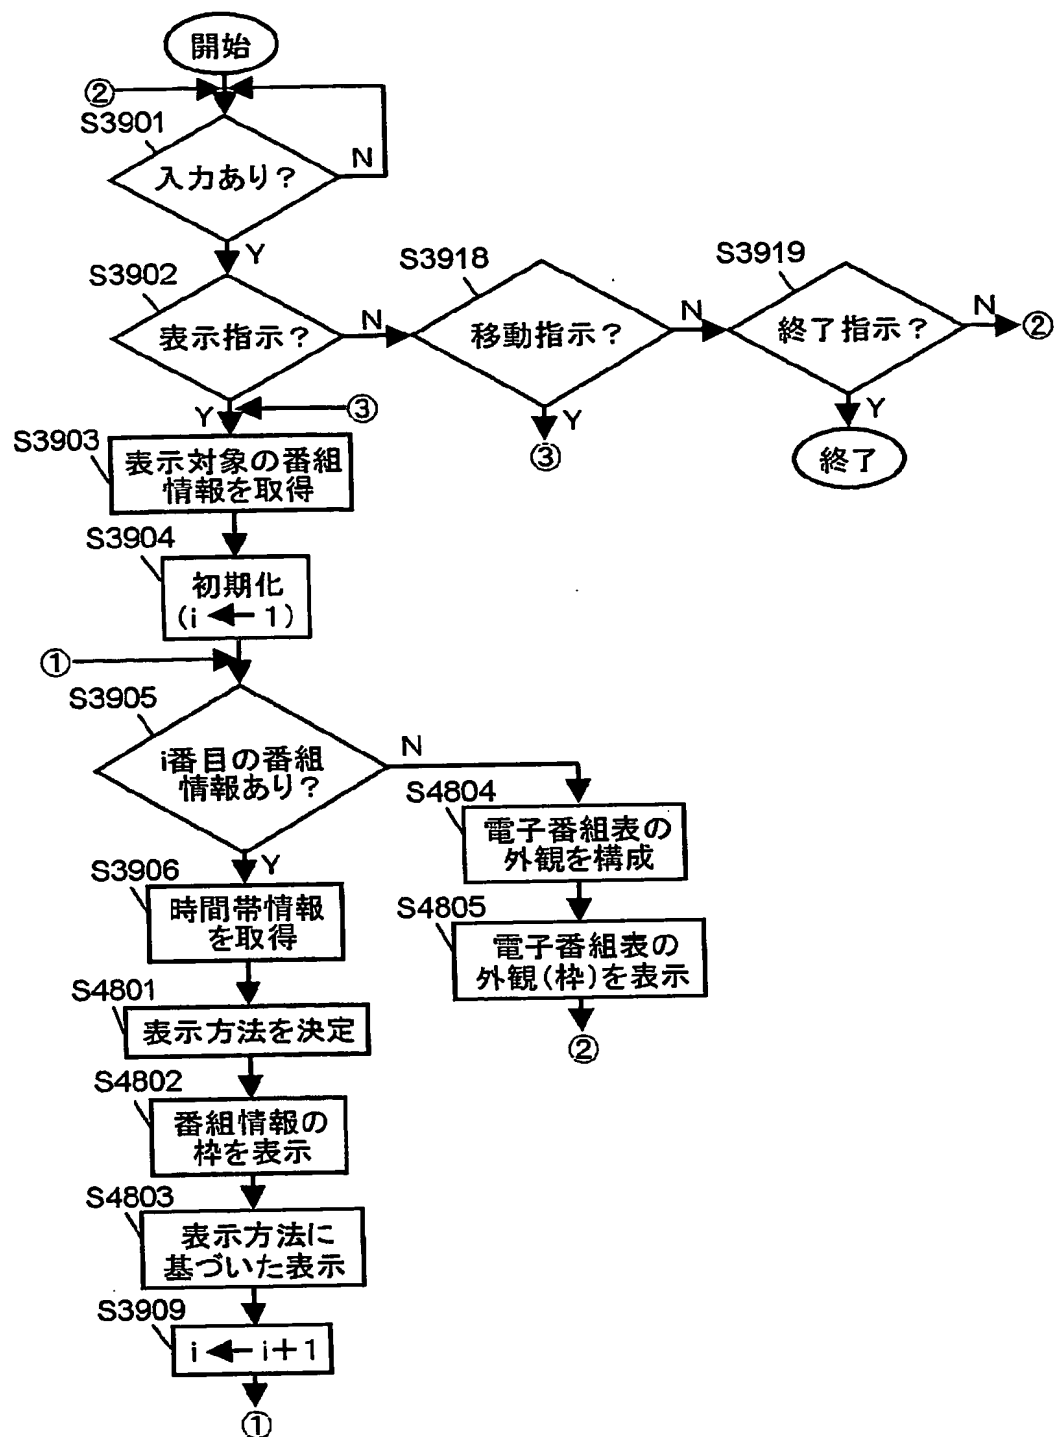 開始
②
S3901
入力あり？
N
Y
S3902
表示指示？
N
S3918
移動指示？
N
S3919
終了指示？
N
②
Y
③
Y
③
Y
終了
S3903
表示対象の番組
情報を取得
S3904
初期化
(i ← 1)
①
S3905
i番目の番組
情報あり？
N
Y
S4804
電子番組表の
外観を構成
S4805
電子番組表の
外観(枠)を表示
②
S3906
時間帯情報
を取得
S4801
表示方法を決定
S4802
番組情報の
枠を表示
S4803
表示方法に
基づいた表示
S3909
i ← i＋1
①